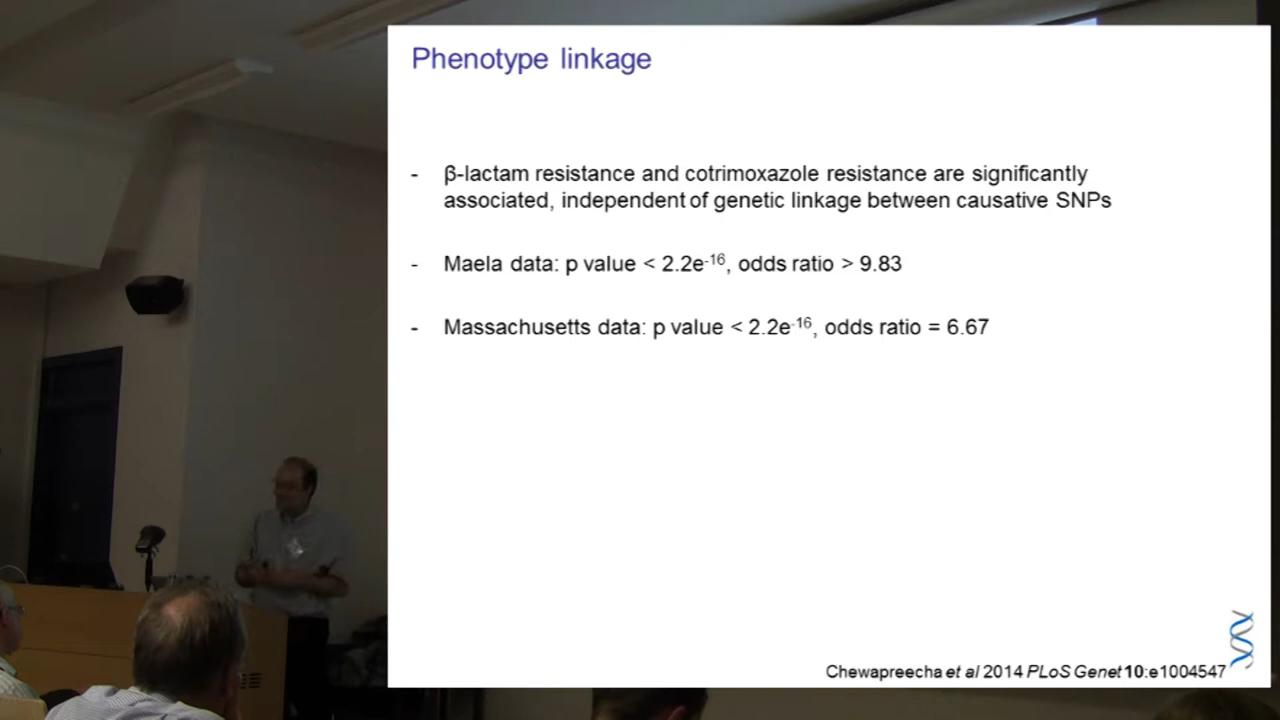 Phenotype linkage
- β-lactam resistance and cotrimoxazole resistance are significantly
associated, independent of genetic linkage between causative SNPs
- Maela data: p value < 2.2e-16, odds ratio > 9.83
- Massachusetts data: p value < 2.2e-16, odds ratio = 6.67
Chewapreecha et al 2014 PLoS Genet 10:e1004547